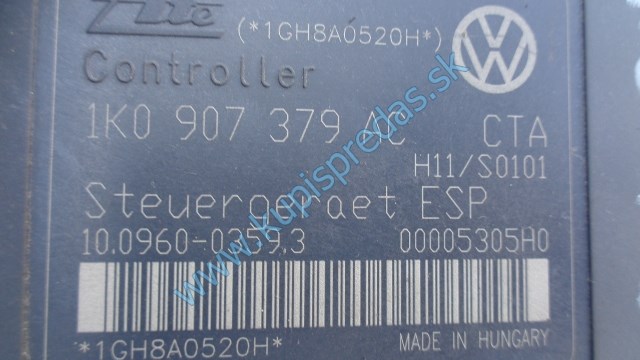 Ate (*1GH8A0520H*)
Controller
1K0 907 379 AC CTA
H11/S0101
Steuergeraet ESP
10.0960-0359.3 00005305H0
*1GH8A0520H* MADE IN HUNGARY
www.kupispredas.sk